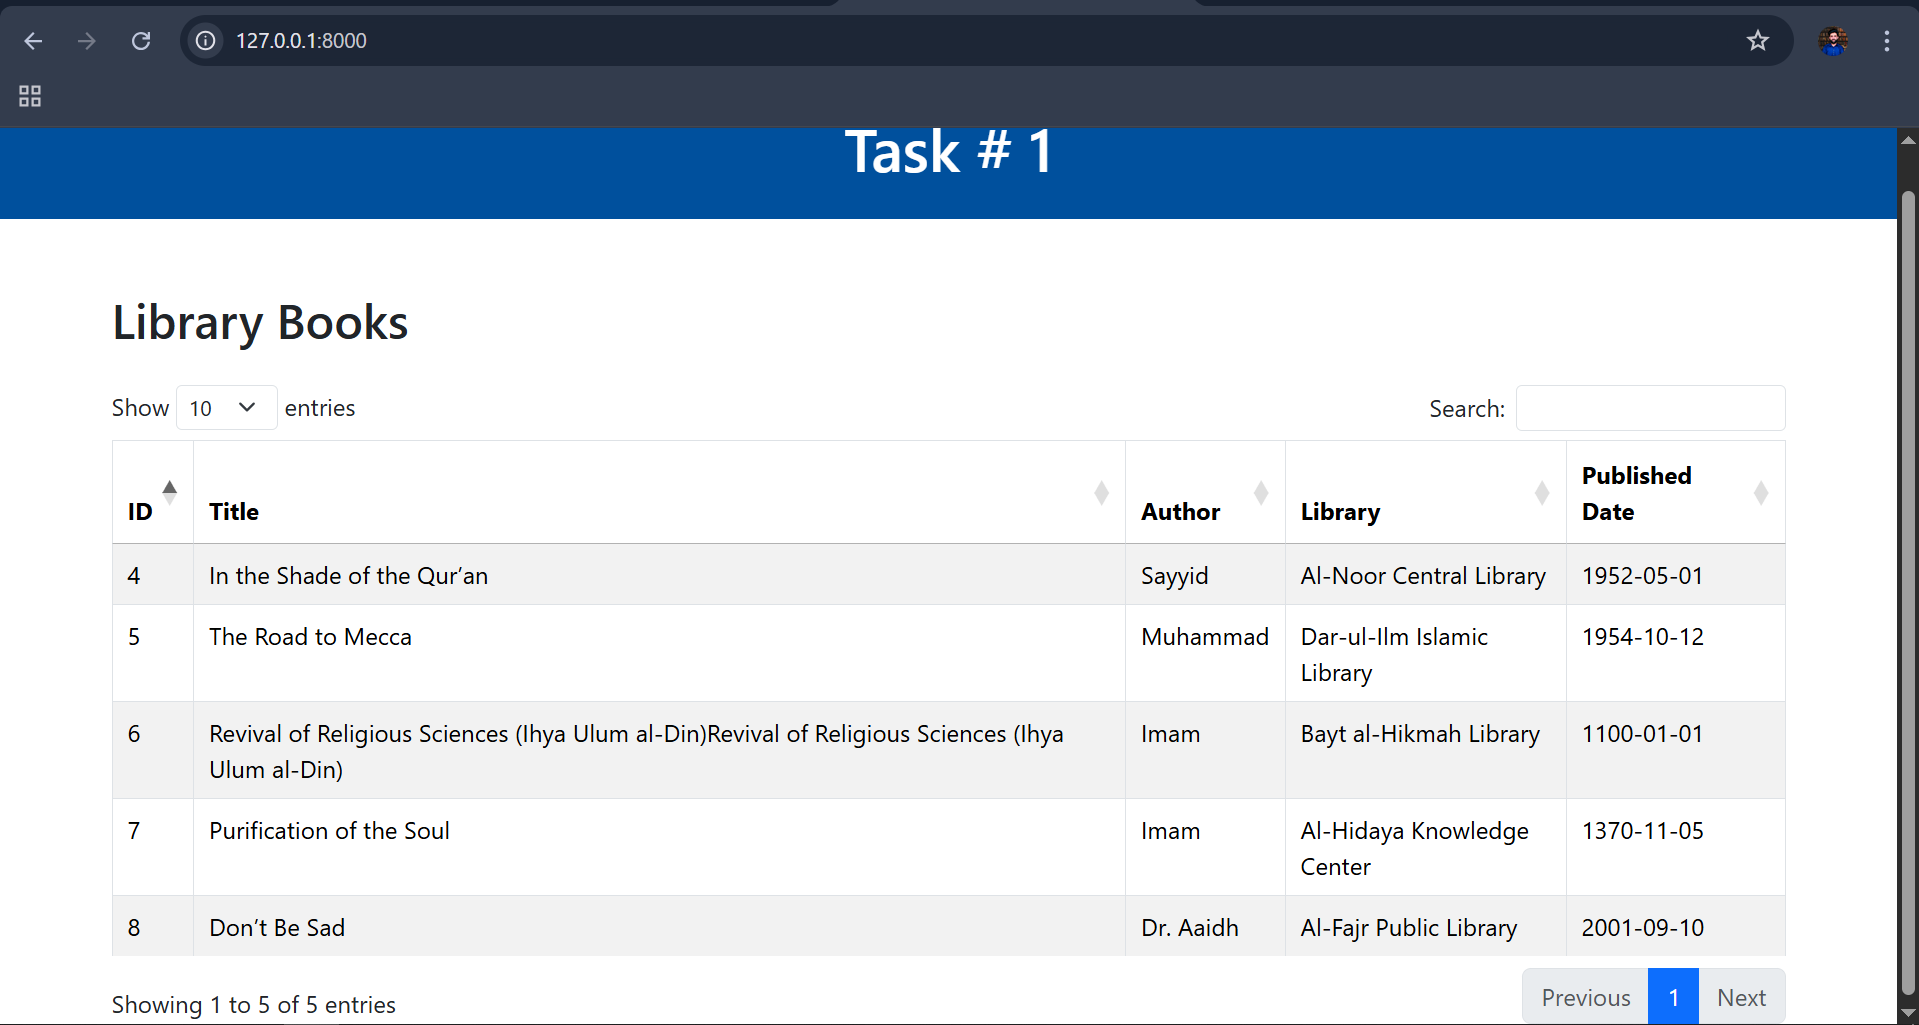 127.0.0.1:8000
Task # 1
Library Books
Show 10 entries
Search:
ID Title Author Library Published Date
4 In the Shade of the Qur’an Sayyid Al-Noor Central Library 1952-05-01
5 The Road to Mecca Muhammad Dar-ul-Ilm Islamic Library 1954-10-12
6 Revival of Religious Sciences (Ihya Ulum al-Din)Revival of Religious Sciences (Ihya Ulum al-Din) Imam Bayt al-Hikmah Library 1100-01-01
7 Purification of the Soul Imam Al-Hidaya Knowledge Center 1370-11-05
8 Don’t Be Sad Dr. Aaidh Al-Fajr Public Library 2001-09-10
Showing 1 to 5 of 5 entries
Previous 1 Next